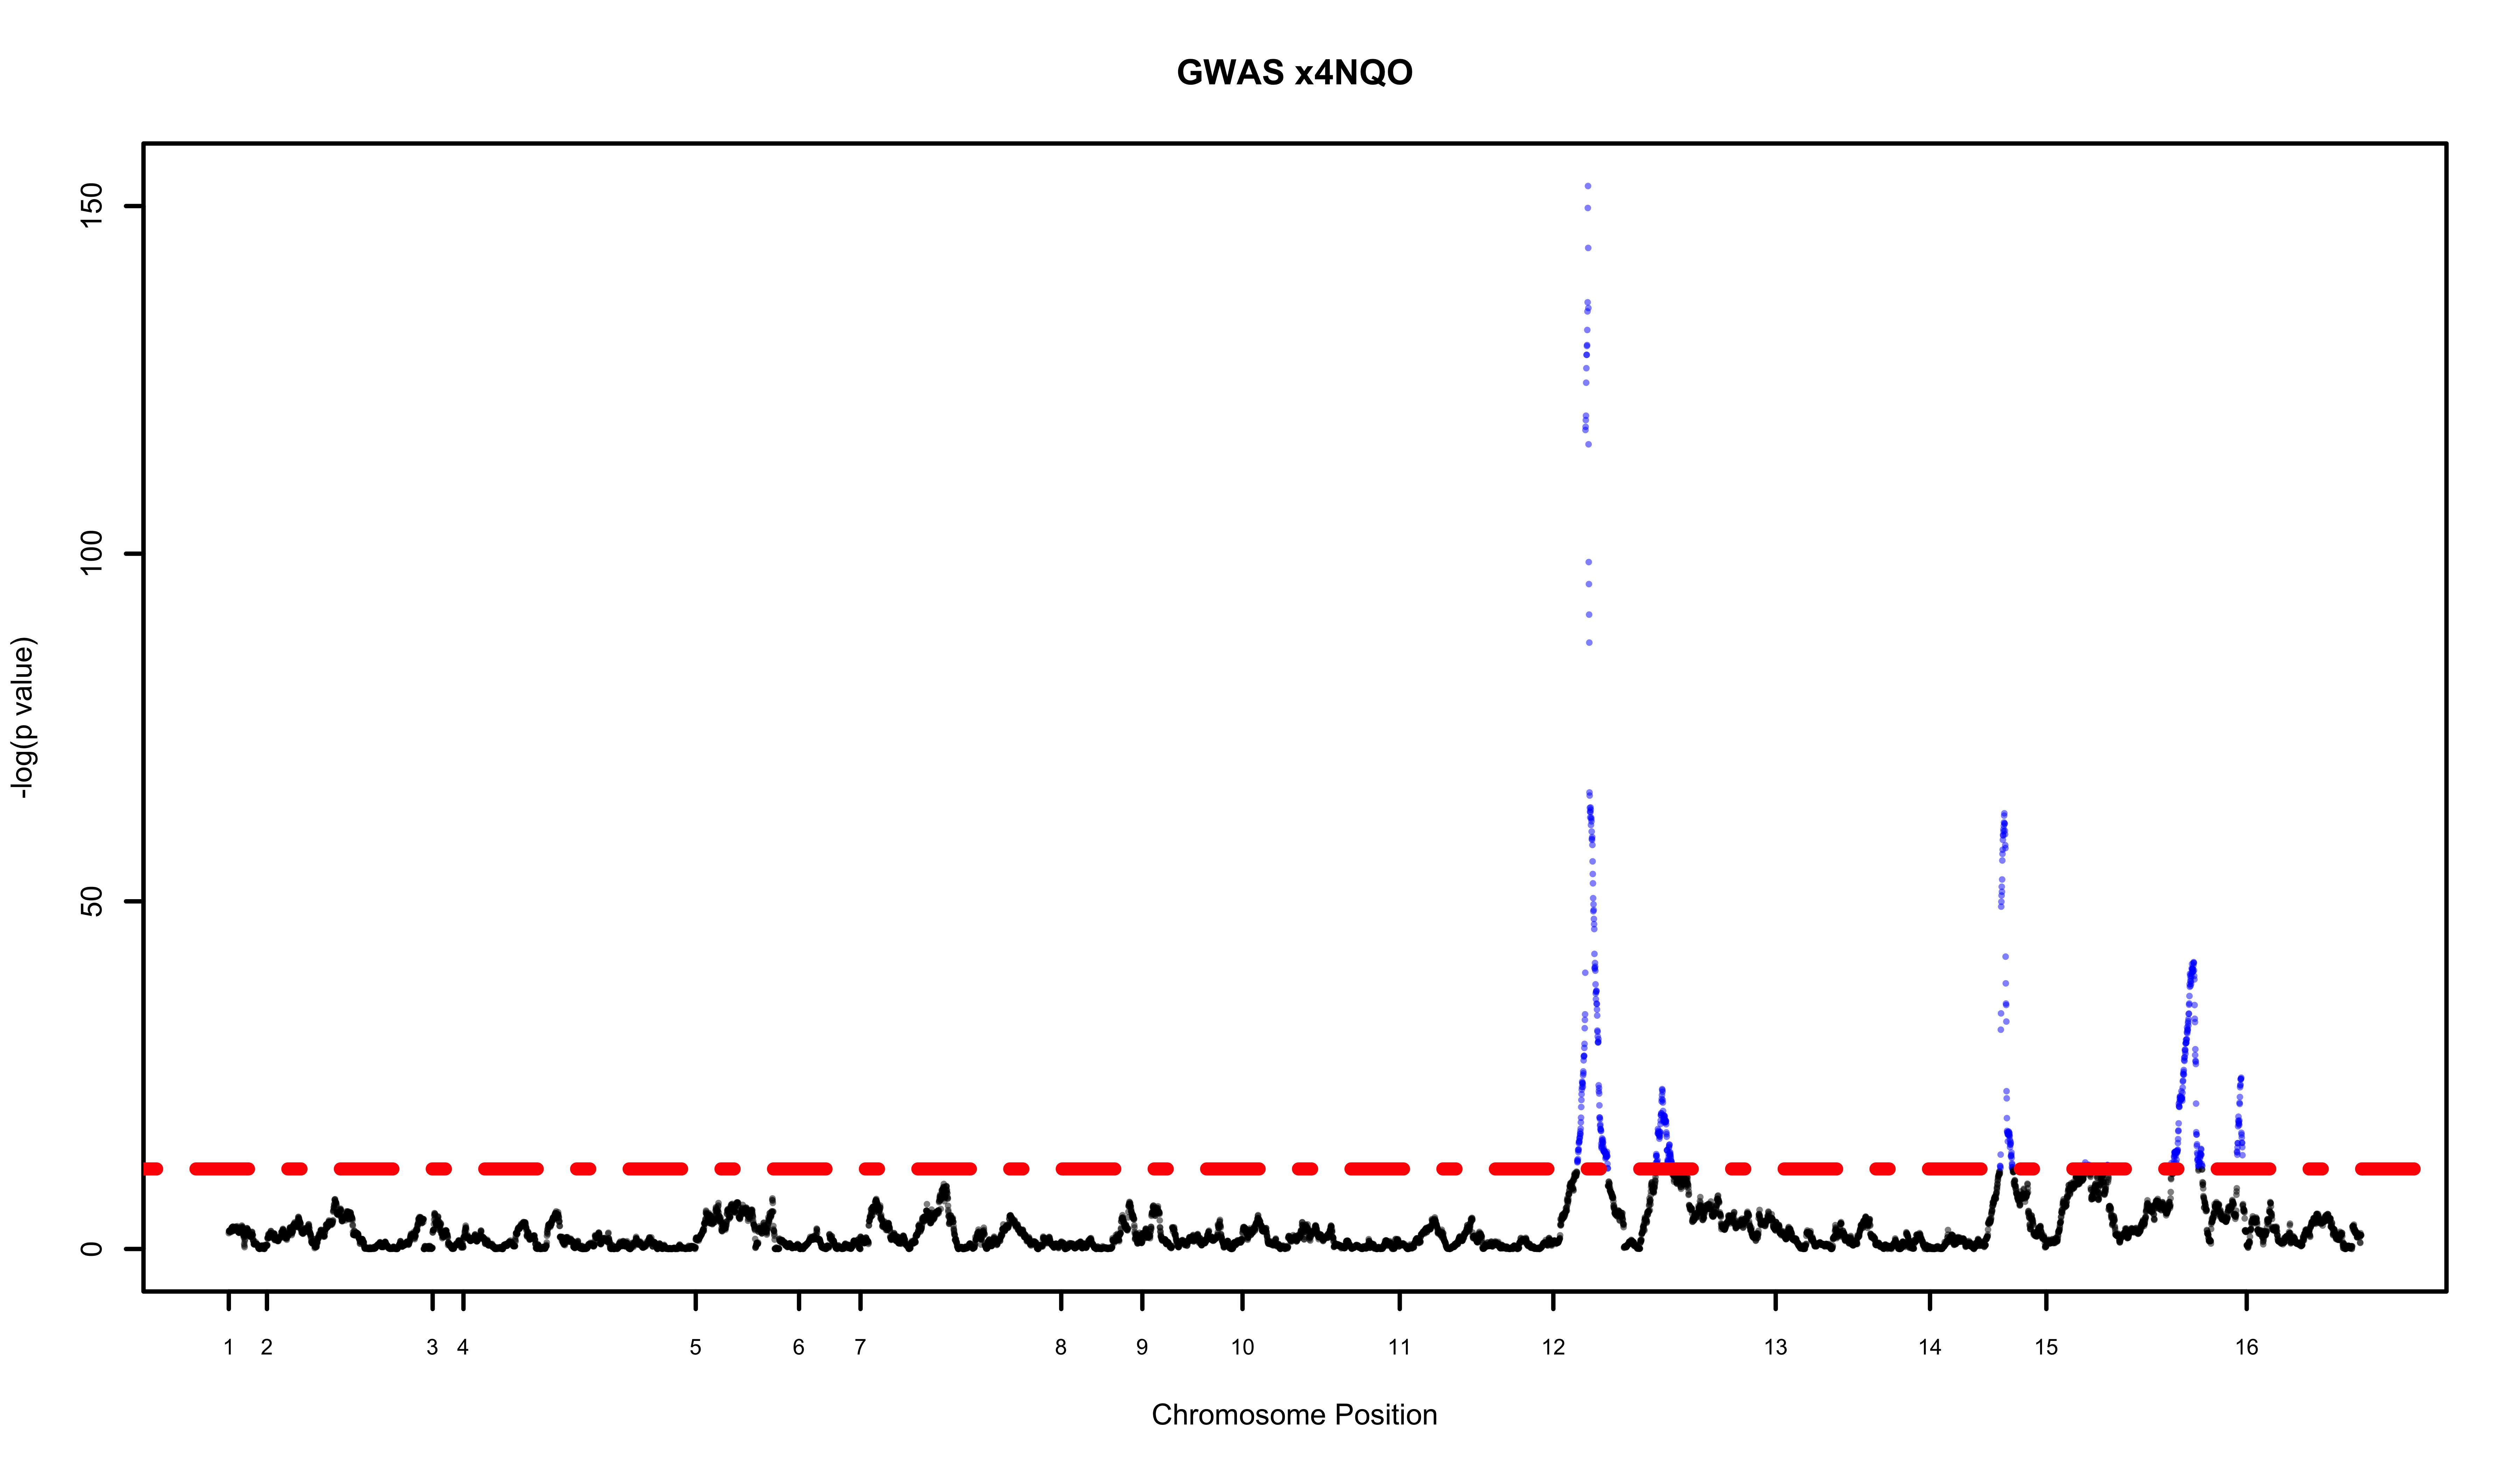 GWAS x4NQO
-log(p value)
150
100
50
0
1 2 3 4 5 6 7 8 9 10 11 12 13 14 15 16
Chromosome Position